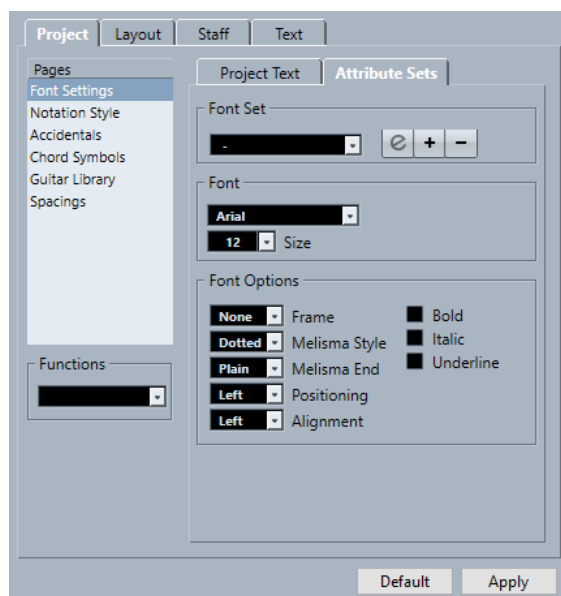 Project Layout Staff Text
Pages
Font Settings
Notation Style
Accidentals
Chord Symbols
Guitar Library
Spacings
Functions
Project Text Attribute Sets
Font Set
- e + −
Font
Arial
12 Size
Font Options
None Frame
Dotted Melisma Style
Plain Melisma End
Left Positioning
Left Alignment
Bold
Italic
Underline
Default Apply